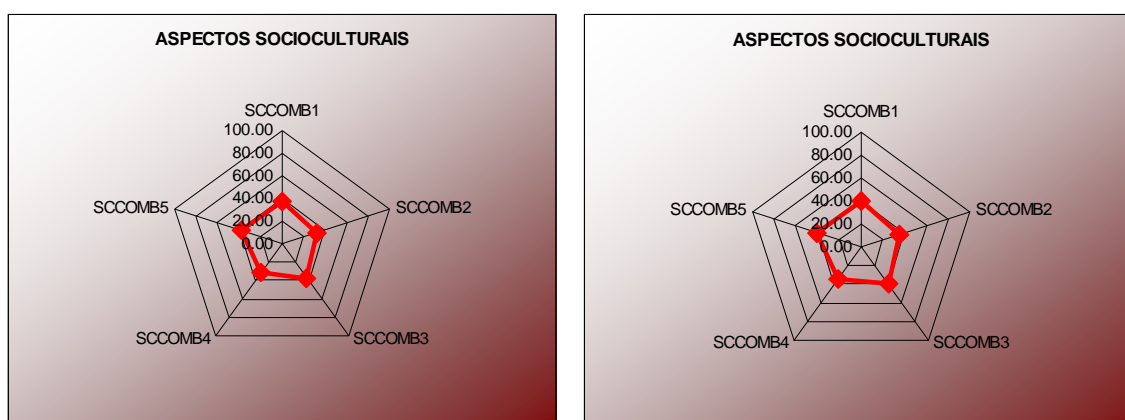 ASPECTOS SOCIOCULTURAIS
SCCOMB1
100.00
80.00
60.00
40.00
20.00
0.00
SCCOMB5
SCCOMB2
SCCOMB4
SCCOMB3
ASPECTOS SOCIOCULTURAIS
SCCOMB1
100.00
80.00
60.00
40.00
20.00
0.00
SCCOMB5
SCCOMB2
SCCOMB4
SCCOMB3